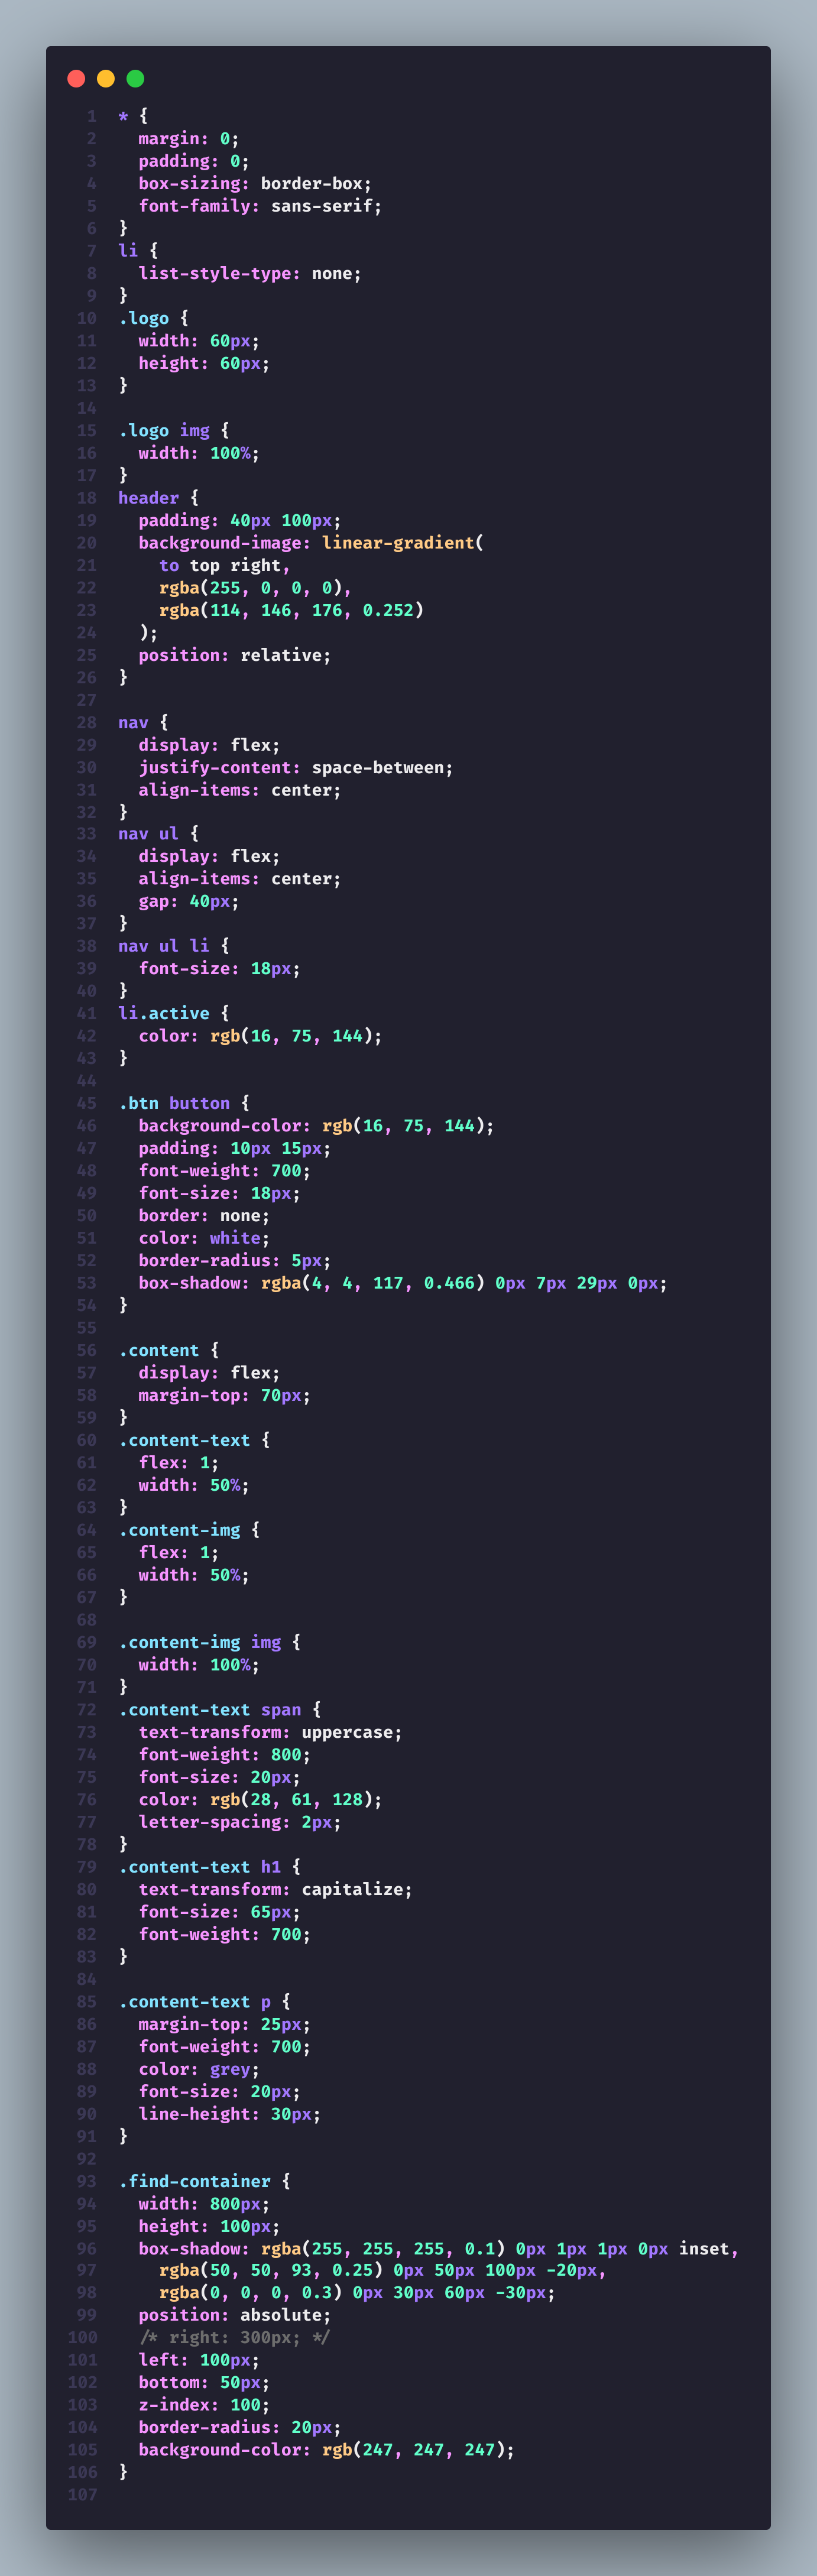 1 * {
2   margin: 0;
3   padding: 0;
4   box-sizing: border-box;
5   font-family: sans-serif;
6 }
7 li {
8   list-style-type: none;
9 }
10 .logo {
11   width: 60px;
12   height: 60px;
13 }
14
15 .logo img {
16   width: 100%;
17 }
18 header {
19   padding: 40px 100px;
20   background-image: linear-gradient(
21     to top right,
22     rgba(255, 0, 0, 0),
23     rgba(114, 146, 176, 0.252)
24   );
25   position: relative;
26 }
27
28 nav {
29   display: flex;
30   justify-content: space-between;
31   align-items: center;
32 }
33 nav ul {
34   display: flex;
35   align-items: center;
36   gap: 40px;
37 }
38 nav ul li {
39   font-size: 18px;
40 }
41 li.active {
42   color: rgb(16, 75, 144);
43 }
44
45 .btn button {
46   background-color: rgb(16, 75, 144);
47   padding: 10px 15px;
48   font-weight: 700;
49   font-size: 18px;
50   border: none;
51   color: white;
52   border-radius: 5px;
53   box-shadow: rgba(4, 4, 117, 0.466) 0px 7px 29px 0px;
54 }
55
56 .content {
57   display: flex;
58   margin-top: 70px;
59 }
60 .content-text {
61   flex: 1;
62   width: 50%;
63 }
64 .content-img {
65   flex: 1;
66   width: 50%;
67 }
68
69 .content-img img {
70   width: 100%;
71 }
72 .content-text span {
73   text-transform: uppercase;
74   font-weight: 800;
75   font-size: 20px;
76   color: rgb(28, 61, 128);
77   letter-spacing: 2px;
78 }
79 .content-text h1 {
80   text-transform: capitalize;
81   font-size: 65px;
82   font-weight: 700;
83 }
84
85 .content-text p {
86   margin-top: 25px;
87   font-weight: 700;
88   color: grey;
89   font-size: 20px;
90   line-height: 30px;
91 }
92
93 .find-container {
94   width: 800px;
95   height: 100px;
96   box-shadow: rgba(255, 255, 255, 0.1) 0px 1px 1px 0px inset,
97     rgba(50, 50, 93, 0.25) 0px 50px 100px -20px,
98     rgba(0, 0, 0, 0.3) 0px 30px 60px -30px;
99   position: absolute;
100   /* right: 300px; */
101   left: 100px;
102   bottom: 50px;
103   z-index: 100;
104   border-radius: 20px;
105   background-color: rgb(247, 247, 247);
106 }
107